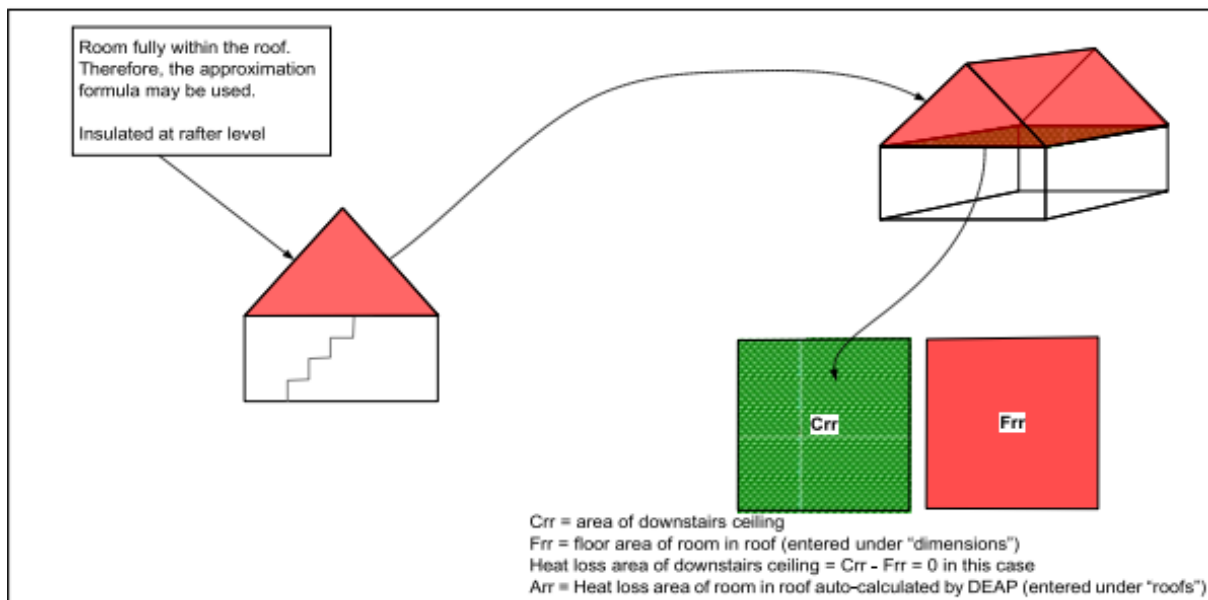 Room fully within the roof.
Therefore, the approximation
formula may be used.
Insulated at rafter level
Crr
Frr
Crr = area of downstairs ceiling
Frr = floor area of room in roof (entered under "dimensions")
Heat loss area of downstairs ceiling = Crr - Frr = 0 in this case
Arr = Heat loss area of room in roof auto-calculated by DEAP (entered under "roofs")